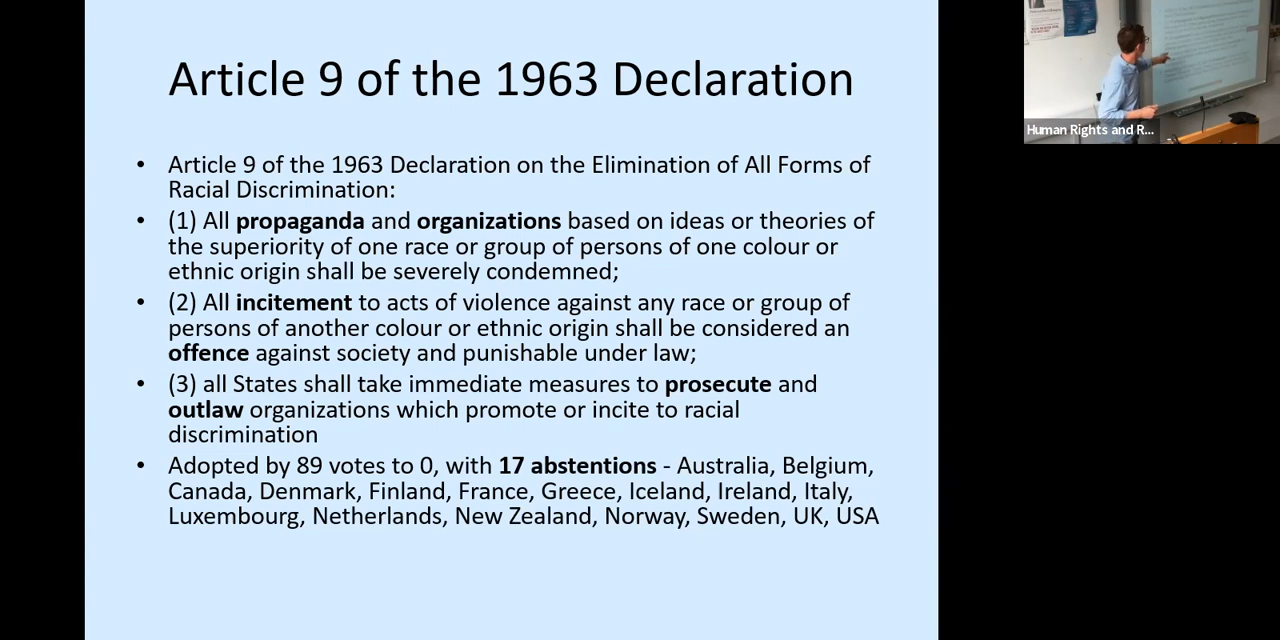 Article 9 of the 1963 Declaration
• Article 9 of the 1963 Declaration on the Elimination of All Forms of
Racial Discrimination:
• (1) All propaganda and organizations based on ideas or theories of
the superiority of one race or group of persons of one colour or
ethnic origin shall be severely condemned;
• (2) All incitement to acts of violence against any race or group of
persons of another colour or ethnic origin shall be considered an
offence against society and punishable under law;
• (3) all States shall take immediate measures to prosecute and
outlaw organizations which promote or incite to racial
discrimination
• Adopted by 89 votes to 0, with 17 abstentions - Australia, Belgium,
Canada, Denmark, Finland, France, Greece, Iceland, Ireland, Italy,
Luxembourg, Netherlands, New Zealand, Norway, Sweden, UK, USA
Human Rights and R...